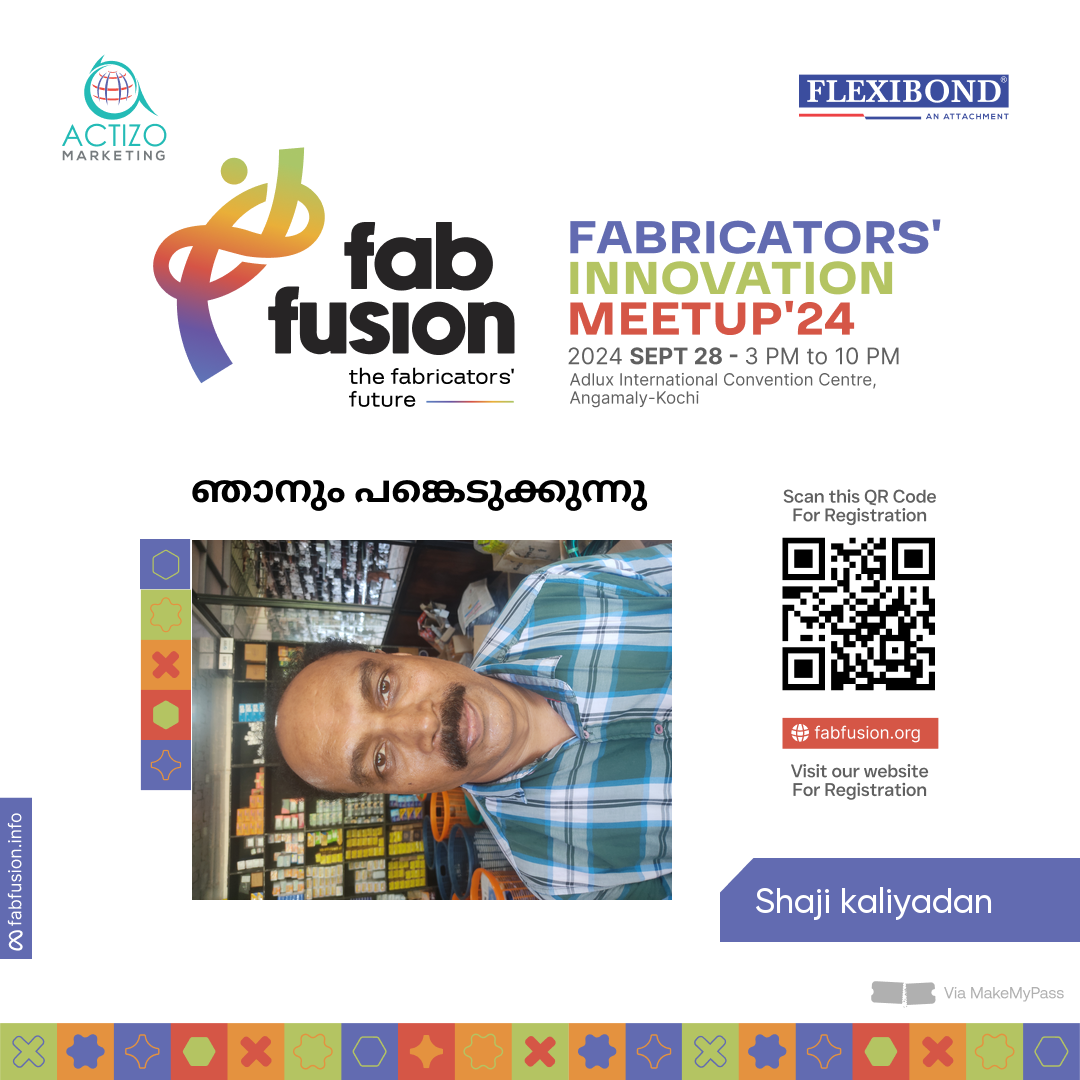 ACTIZO
MARKETING
FLEXIBOND®
AN ATTACHMENT
fab
fusion
the fabricators'
future
FABRICATORS'
INNOVATION
MEETUP'24
2024 SEPT 28 - 3 PM to 10 PM
Adlux International Convention Centre,
Angamaly-Kochi
ഞാനും പങ്കെടുക്കുന്നു
Scan this QR Code
For Registration
fabfusion.org
Visit our website
For Registration
fabfusion.info
Shaji kaliyadan
Via MakeMyPass